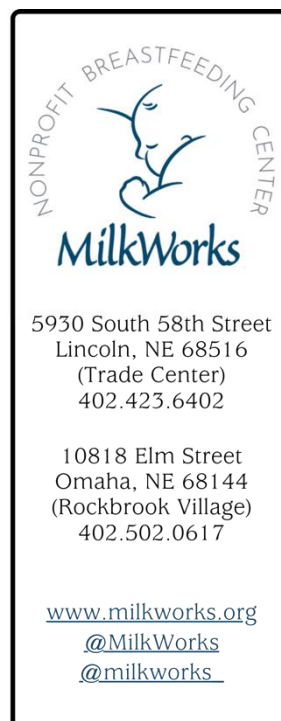 NONPROFIT BREASTFEEDING CENTER
MilkWorks
5930 South 58th Street
Lincoln, NE 68516
(Trade Center)
402.423.6402
10818 Elm Street
Omaha, NE 68144
(Rockbrook Village)
402.502.0617
www.milkworks.org
@MilkWorks
@milkworks_